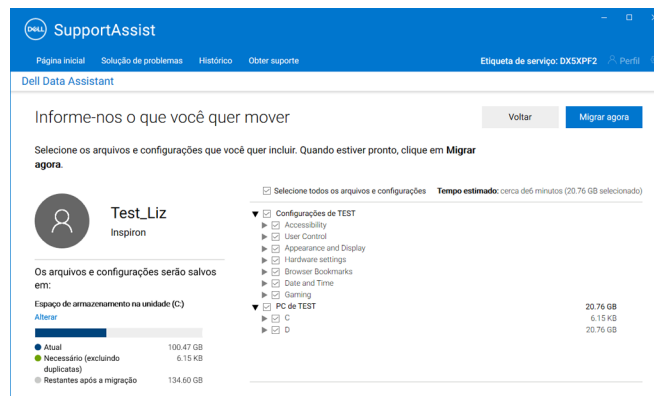 DELL SupportAssist
Página inicial Solução de problemas Histórico Obter suporte Etiqueta de serviço: DX5XPF2 Perfil
Dell Data Assistant
Informe-nos o que você quer mover Voltar Migrar agora
Selecione os arquivos e configurações que você quer incluir. Quando estiver pronto, clique em Migrar
agora.
Selecione todos os arquivos e configurações Tempo estimado: cerca de6 minutos (20.76 GB selecionado)
Test_Liz
Inspiron
Configurações de TEST
Accessibility
User Control
Appearance and Display
Hardware settings
Browser Bookmarks
Date and Time
Gaming
PC de TEST 20.76 GB
C 6.15 KB
D 20.76 GB
Os arquivos e configurações serão salvos
em:
Espaço de armazenamento na unidade (C:)
Alterar
Atual 100.47 GB
Necessário (excluindo 6.15 KB
duplicatas)
Restantes após a migração 134.60 GB